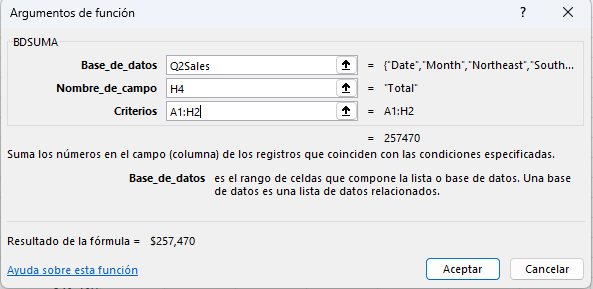 Argumentos de función ? ×
BDSUMA
Base_de_datos Q2Sales = {"Date","Month","Northeast","South...
Nombre_de_campo H4 = "Total"
Criterios A1:H2 = A1:H2
= 257470
Suma los números en el campo (columna) de los registros que coinciden con las condiciones especificadas.
Base_de_datos es el rango de celdas que compone la lista o base de datos. Una base
de datos es una lista de datos relacionados.
Resultado de la fórmula = $257,470
Ayuda sobre esta función Aceptar Cancelar